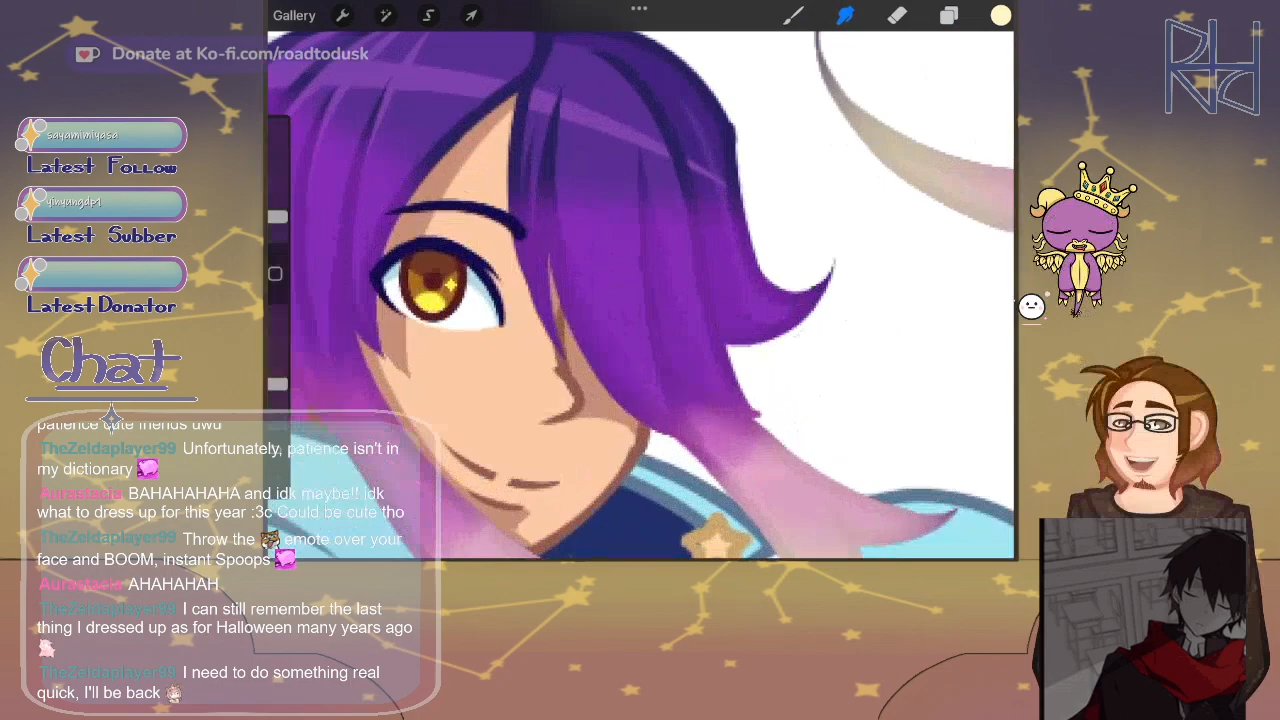 Gallery
Donate at Ko-fi.com/roadtodusk
Rtd
sayamimiyasa
Latest Follow
yinyangdp1
Latest Subber
Latest Donator
Chat
patience cute friends uwu
TheZeldaplayer99 Unfortunately, patience isn't in
my dictionary
Aurastaela BAHAHAHAHA and idk maybe!! Idk
what to dress up for this year :3c Could be cute tho
TheZeldaplayer99 Throw the emote over your
face and BOOM, instant Spoops
Aurastaela AHAHAHAH
TheZeldaplayer99 I can still remember the last
thing I dressed up as for Halloween many years ago
TheZeldaplayer99 I need to do something real
quick, I'll be back